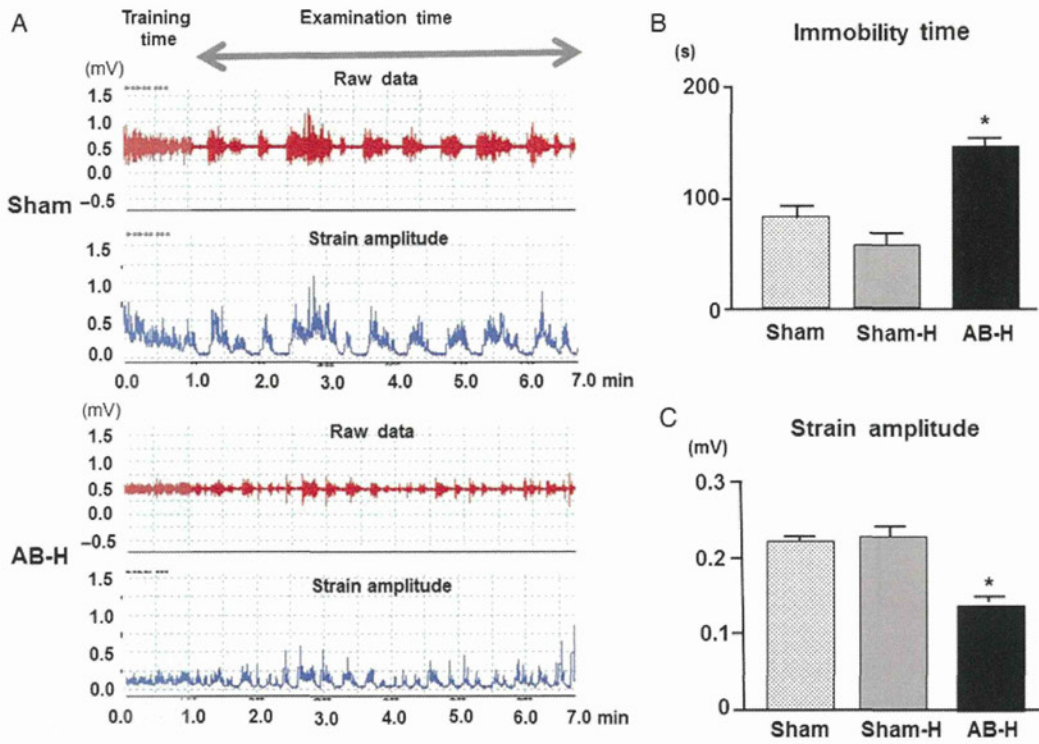 A
Training time
Examination time
(mV)
Raw data
1.5
1.0
0.5
0.0
−0.5
Sham
Strain amplitude
1.5
1.0
0.5
0.0
0.0 1.0 2.0 3.0 4.0 5.0 6.0 7.0 min
(mV)
Raw data
1.5
1.0
0.5
0.0
−0.5
AB-H
Strain amplitude
1.5
1.0
0.5
0.0
0.0 1.0 2.0 3.0 4.0 5.0 6.0 7.0 min
B
Immobility time
(s)
200
100
0
*
Sham Sham-H AB-H
C
Strain amplitude
(mV)
0.3
0.2
0.1
0
*
Sham Sham-H AB-H